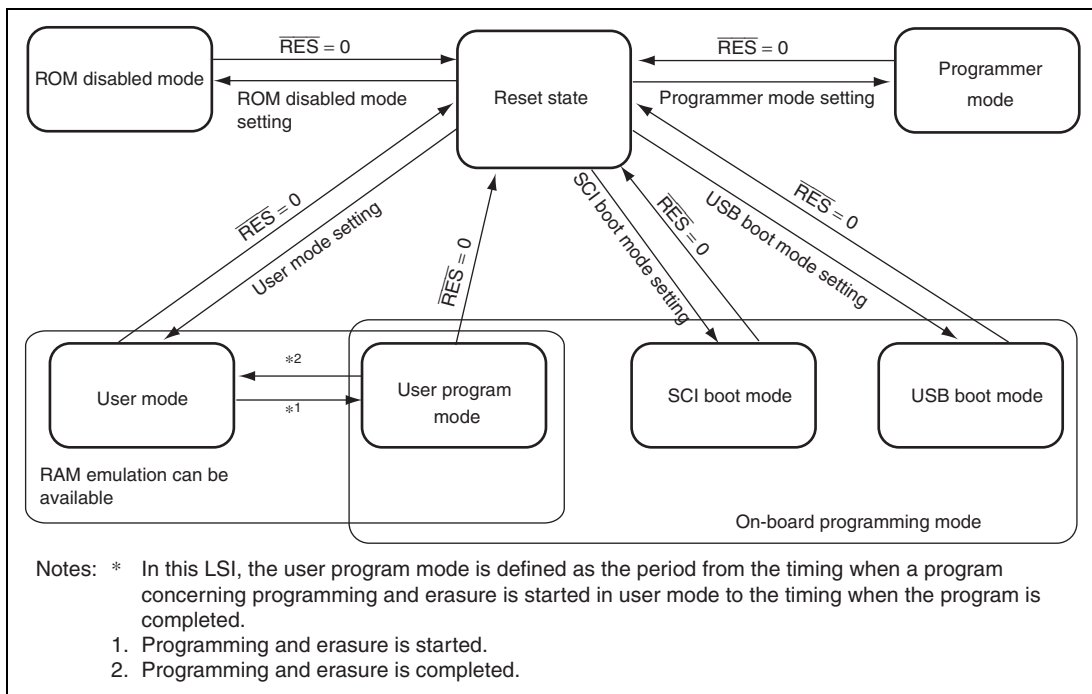 ROM disabled mode
RES = 0
ROM disabled mode
setting
Reset state
RES = 0
Programmer mode setting
Programmer
mode
RES = 0
User mode setting
RES = 0
SCI boot mode setting
RES = 0
USB boot mode setting
RES = 0
User mode
*2
*1
User program
mode
SCI boot mode
USB boot mode
RAM emulation can be
available
On-board programming mode
Notes: * In this LSI, the user program mode is defined as the period from the timing when a program
concerning programming and erasure is started in user mode to the timing when the program is
completed.
1. Programming and erasure is started.
2. Programming and erasure is completed.